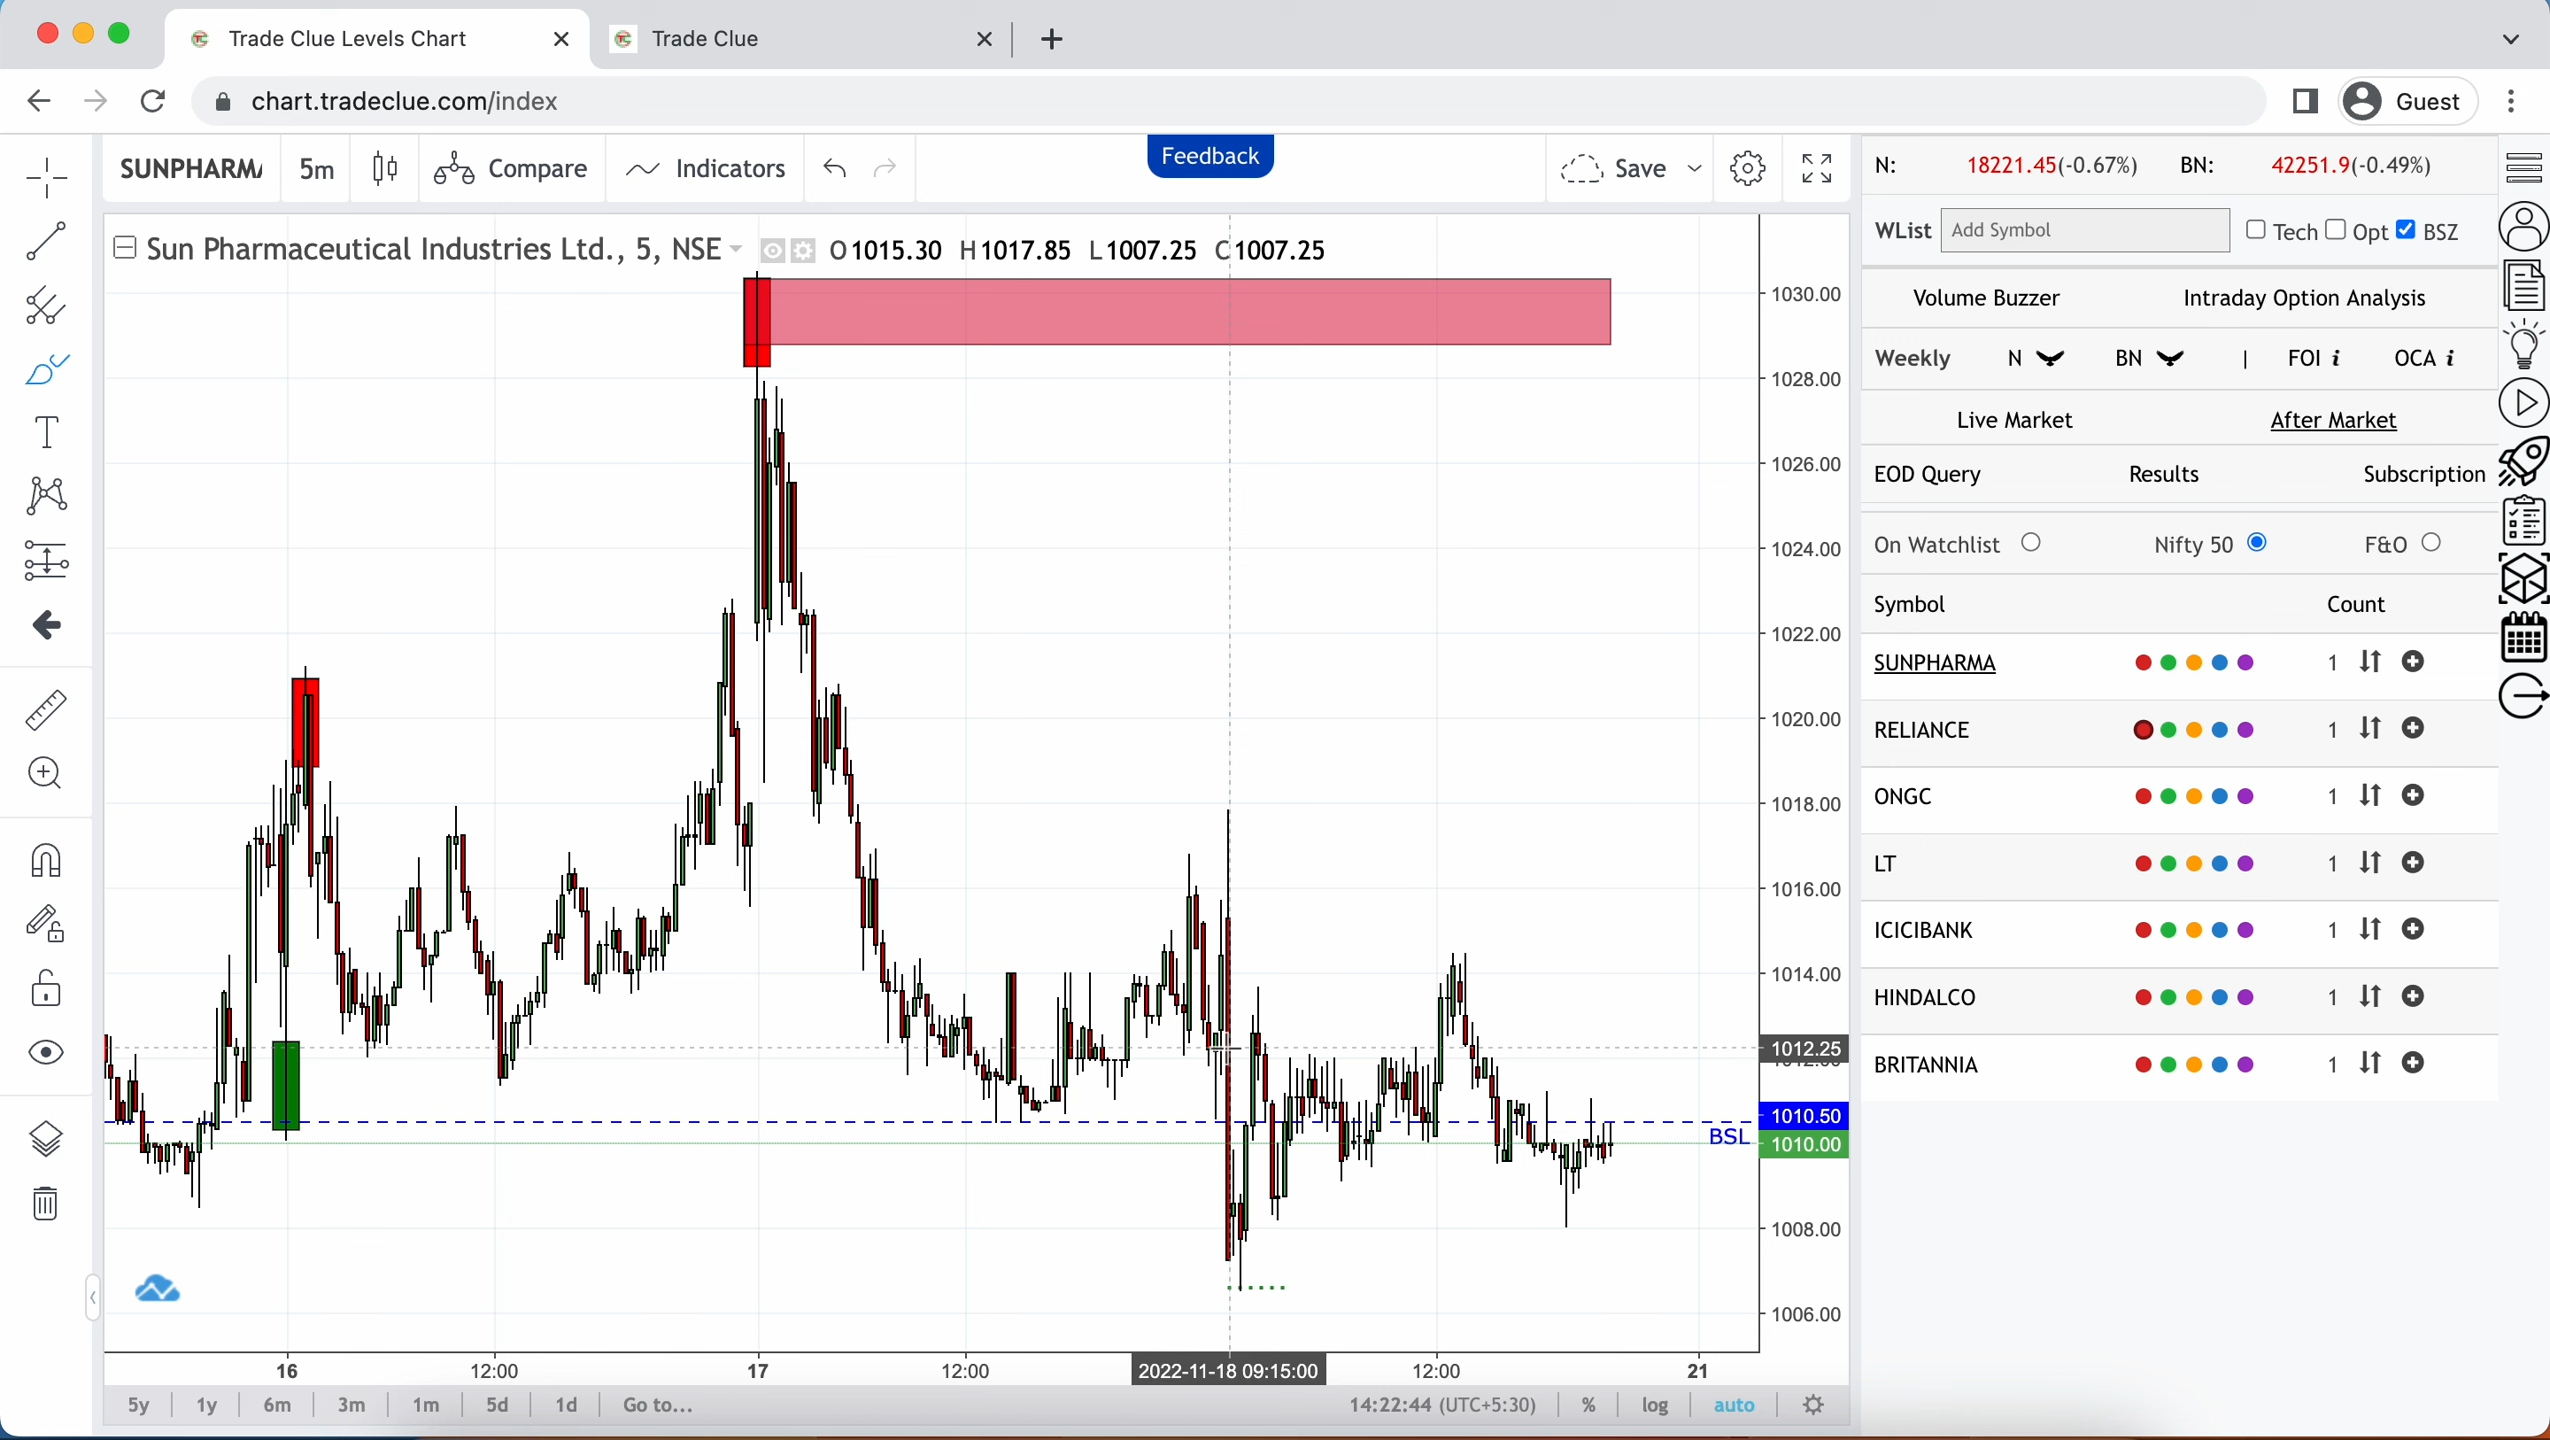 Trade Clue Levels Chart
Trade Clue
chart.tradeclue.com/index
Guest
SUNPHARMA
5m
Compare
Indicators
Feedback
Save
Sun Pharmaceutical Industries Ltd., 5, NSE
O1015.30 H1017.85 L1007.25 C1007.25
1030.00
1028.00
1026.00
1024.00
1022.00
1020.00
1018.00
1016.00
1014.00
1012.25
1010.50
BSL
1010.00
1008.00
1006.00
16
12:00
17
12:00
2022-11-18 09:15:00
12:00
21
5y
1y
6m
3m
1m
5d
1d
Go to...
14:22:44 (UTC+5:30)
%
log
auto
N: 18221.45(-0.67%) BN: 42251.9(-0.49%)
WList Add Symbol Tech Opt BSZ
Volume Buzzer Intraday Option Analysis
Weekly N BN | FOI i OCA i
Live Market After Market
EOD Query Results Subscription
On Watchlist Nifty 50 F&O
Symbol Count
SUNPHARMA 1
RELIANCE 1
ONGC 1
LT 1
ICICIBANK 1
HINDALCO 1
BRITANNIA 1